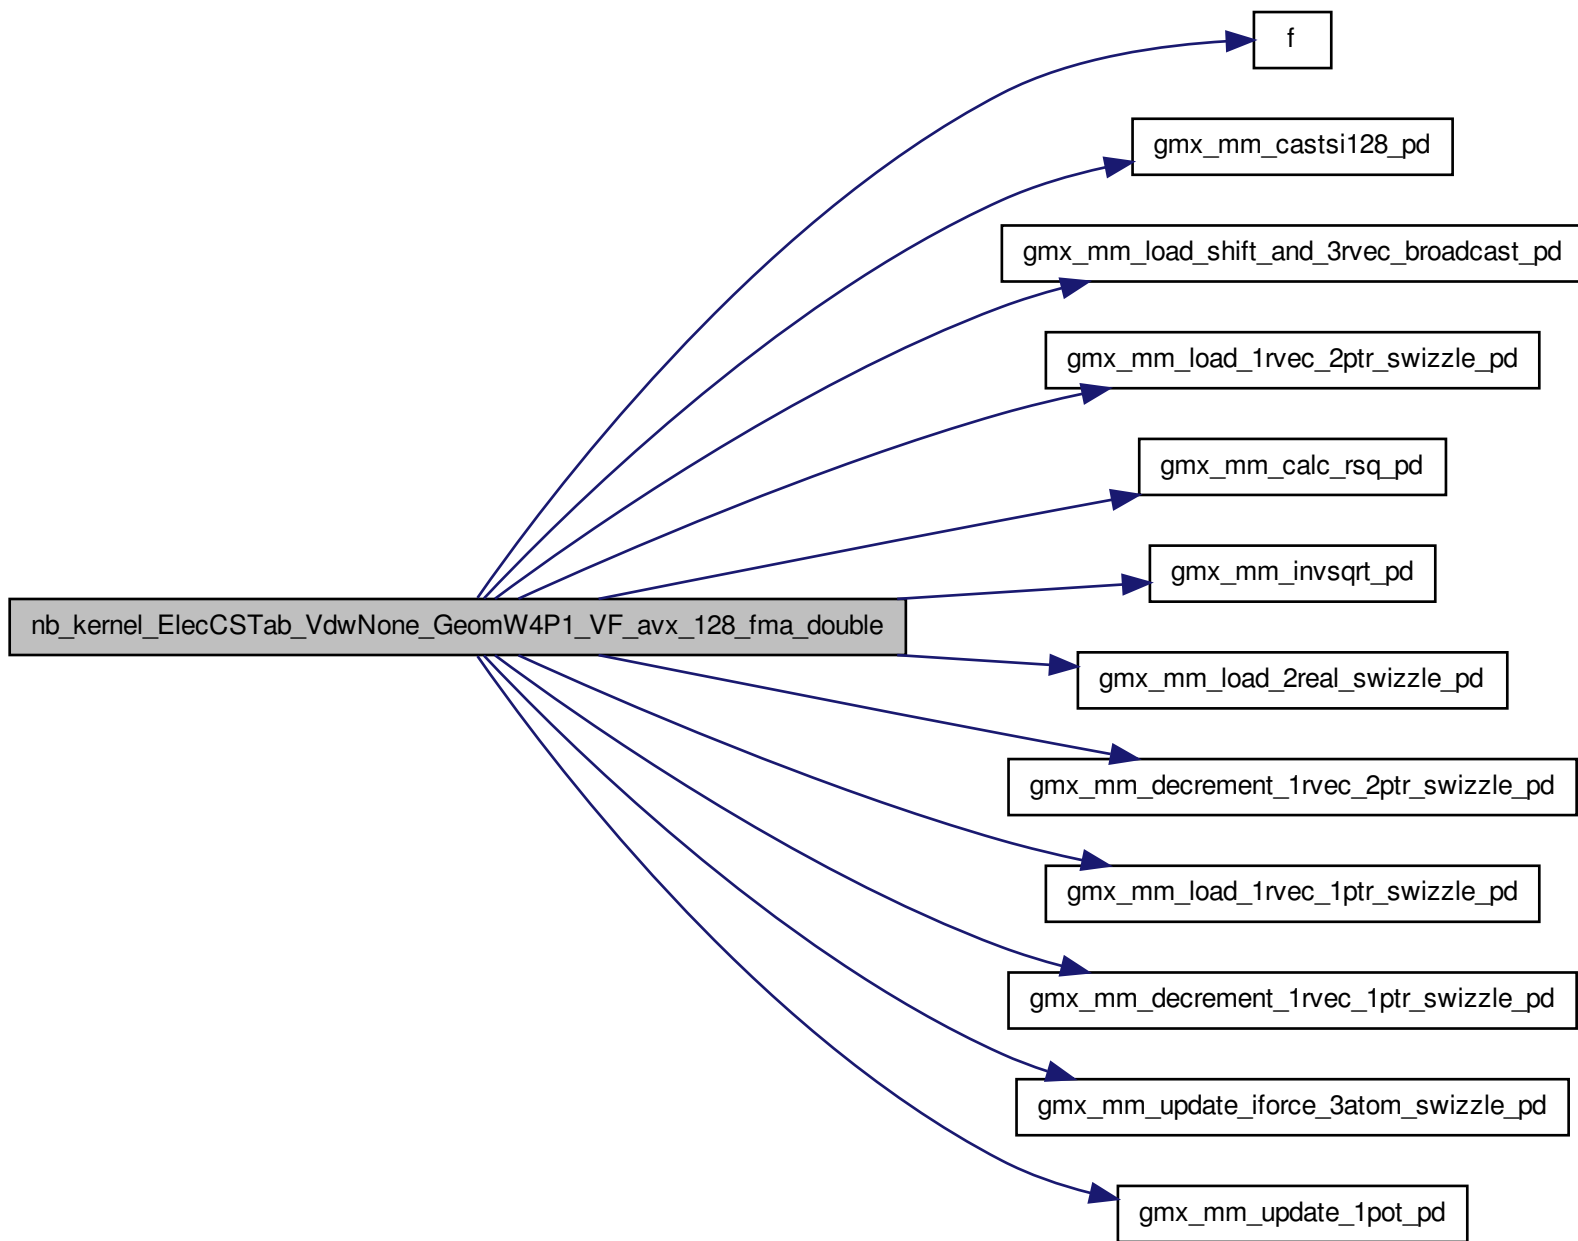 f
gmx_mm_castsi128_pd
gmx_mm_load_shift_and_3rvec_broadcast_pd
gmx_mm_load_1rvec_2ptr_swizzle_pd
gmx_mm_calc_rsq_pd
gmx_mm_invsqrt_pd
nb_kernel_ElecCSTab_VdwNone_GeomW4P1_VF_avx_128_fma_double
gmx_mm_load_2real_swizzle_pd
gmx_mm_decrement_1rvec_2ptr_swizzle_pd
gmx_mm_load_1rvec_1ptr_swizzle_pd
gmx_mm_decrement_1rvec_1ptr_swizzle_pd
gmx_mm_update_iforce_3atom_swizzle_pd
gmx_mm_update_1pot_pd